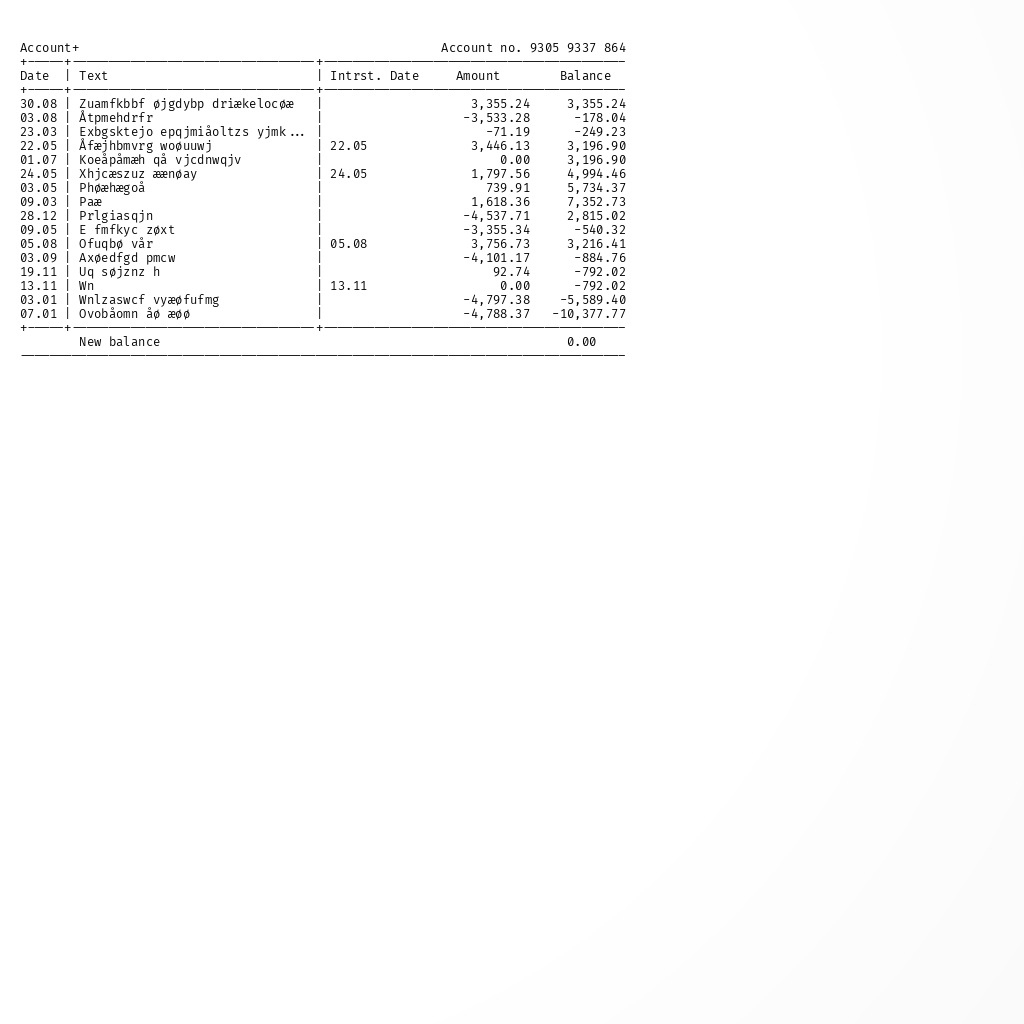 Account+ Account no. 9305 9337 864
Date | Text | Intrst. Date Amount Balance
30.08 | Zuamfkbbf øjgdybp driækelocøæ | 3,355.24 3,355.24
03.08 | Åtpmehdrfr | -3,533.28 -178.04
23.03 | Exbgsktejo epqjmiåoltzs yjmk... | -71.19 -249.23
22.05 | Åfæjhbmvrg woøuuwj | 22.05 3,446.13 3,196.90
01.07 | Koeåpåmæh qå vjcdnwqjv | 0.00 3,196.90
24.05 | Xhjcæszuz ææenøay | 24.05 1,797.56 4,994.46
03.05 | Phøæhægoå | 739.91 5,734.37
09.03 | Paæ | 1,618.36 7,352.73
28.12 | Prlgiasqjn | -4,537.71 2,815.02
09.05 | E fmfkyc zøxt | -3,355.34 -540.32
05.08 | Ofuqbø vår | 05.08 3,756.73 3,216.41
03.09 | Axøedfgd pmcw | -4,101.17 -884.76
19.11 | Uq søjznz h | 92.74 -792.02
13.11 | Wn | 13.11 0.00 -792.02
03.01 | Wnlzaswcf vyæøfufmg | -4,797.38 -5,589.40
07.01 | Ovobåomn åø æøø | -4,788.37 -10,377.77
New balance 0.00